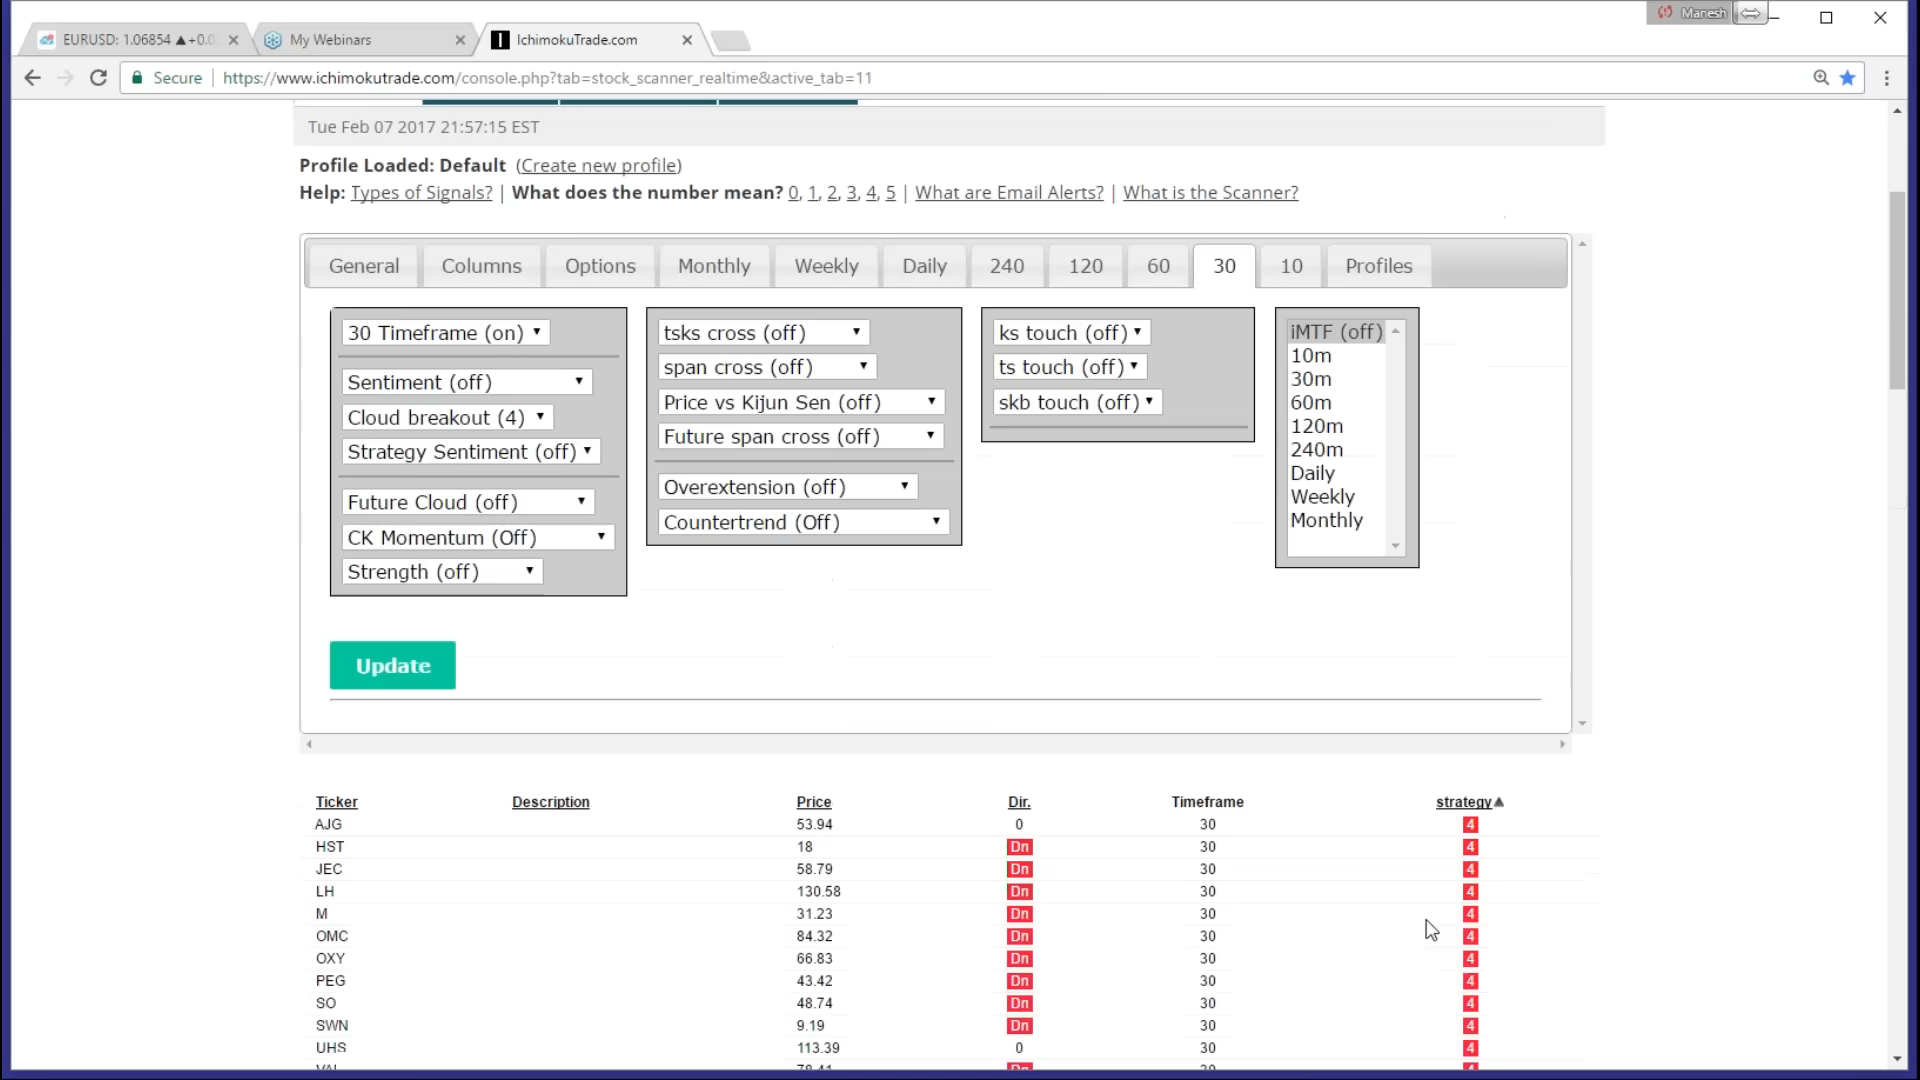 Manesh
EURUSD: 1.06854 ▲+0.0
My Webinars
IchimokuTrade.com
Secure
https://www.ichimokutrade.com/console.php?tab=stock_scanner_realtime&active_tab=11
Tue Feb 07 2017 21:57:15 EST
Profile Loaded: Default (Create new profile)
Help: Types of Signals? | What does the number mean? 0, 1, 2, 3, 4, 5 | What are Email Alerts? | What is the Scanner?
General Columns Options Monthly Weekly Daily 240 120 60 30 10 Profiles
30 Timeframe (on)
Sentiment (off)
Cloud breakout (4)
Strategy Sentiment (off)
Future Cloud (off)
CK Momentum (Off)
Strength (off)
tsks cross (off)
span cross (off)
Price vs Kijun Sen (off)
Future span cross (off)
Overextension (off)
Countertrend (Off)
ks touch (off)
ts touch (off)
skb touch (off)
iMTF (off)
10m
30m
60m
120m
240m
Daily
Weekly
Monthly
Update
Ticker Description Price Dir. Timeframe strategy▲
AJG 53.94 0 30 4
HST 18 Dn 30 4
JEC 58.79 Dn 30 4
LH 130.58 Dn 30 4
M 31.23 Dn 30 4
OMC 84.32 Dn 30 4
OXY 66.83 Dn 30 4
PEG 43.42 Dn 30 4
SO 48.74 Dn 30 4
SWN 9.19 Dn 30 4
UHS 113.39 0 30 4